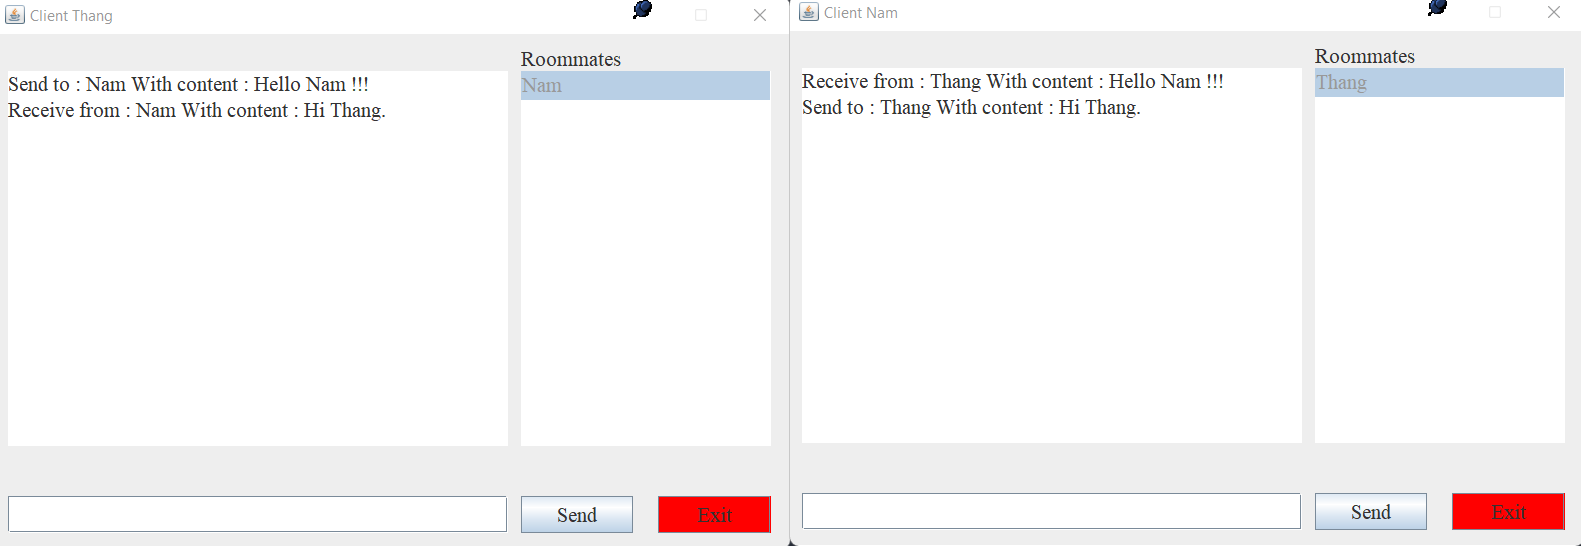 Client Thang
Roommates
Send to : Nam With content : Hello Nam !!!
Nam
Receive from : Nam With content : Hi Thang.
Send
Exit
Client Nam
Roommates
Receive from : Thang With content : Hello Nam !!!
Thang
Send to : Thang With content : Hi Thang.
Send
Exit